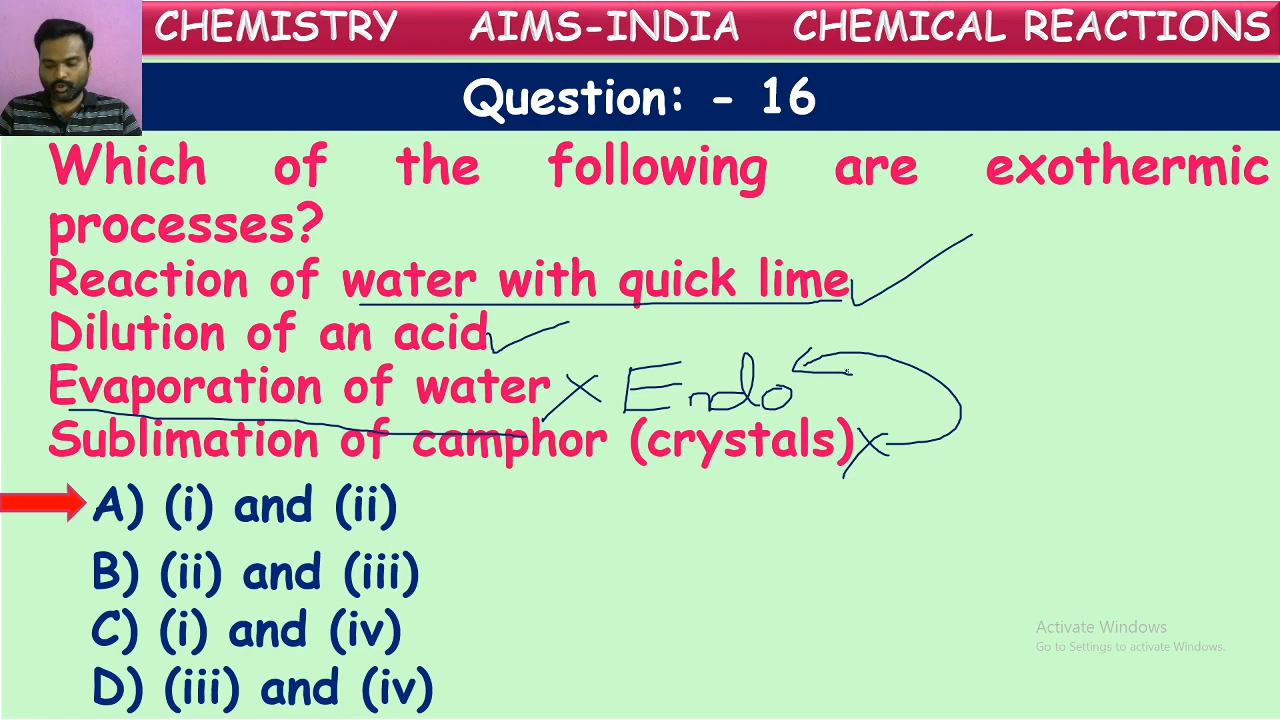 CHEMISTRY AIMS-INDIA CHEMICAL REACTIONS
Question: - 16
Which of the following are exothermic
processes?
Reaction of water with quick lime
Dilution of an acid
Evaporation of water x Endo
Sublimation of camphor (crystals) x
A) (i) and (ii)
B) (ii) and (iii)
C) (i) and (iv)
D) (iii) and (iv)
Activate Windows
Go to Settings to activate Windows.